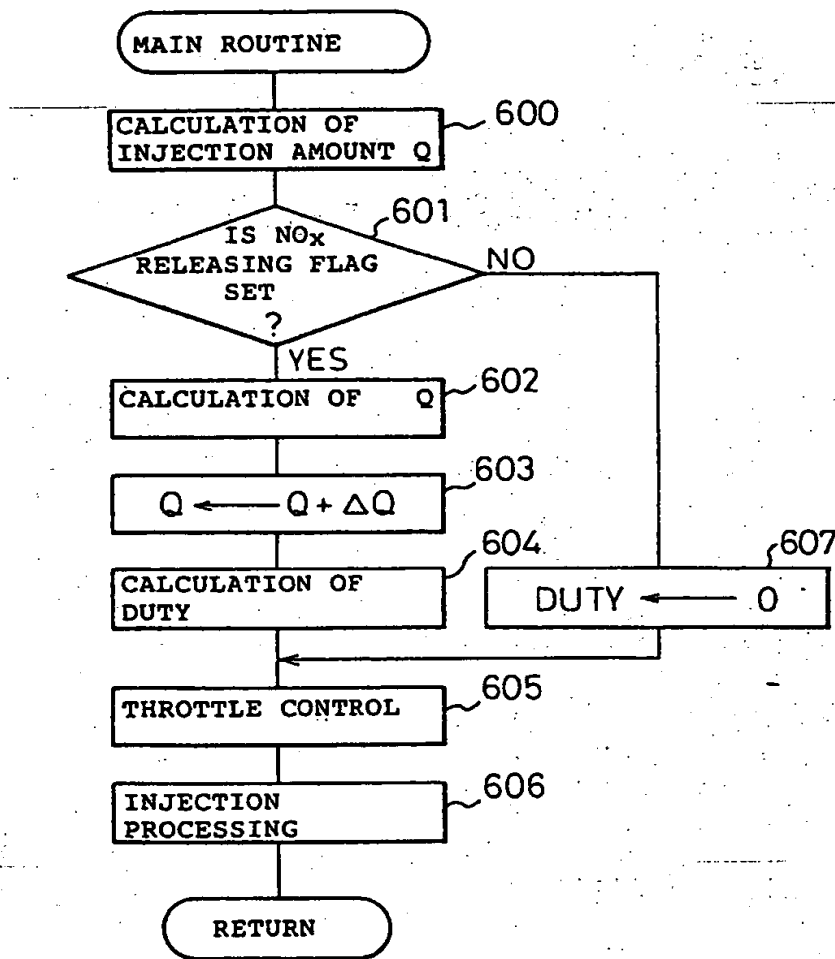 MAIN ROUTINE
CALCULATION OF
INJECTION AMOUNT Q
600
IS NOx
RELEASING FLAG
SET
?
601
NO
YES
CALCULATION OF Q
602
Q ← Q + ΔQ
603
CALCULATION OF
DUTY
604
DUTY ← 0
607
THROTTLE CONTROL
605
INJECTION
PROCESSING
606
RETURN